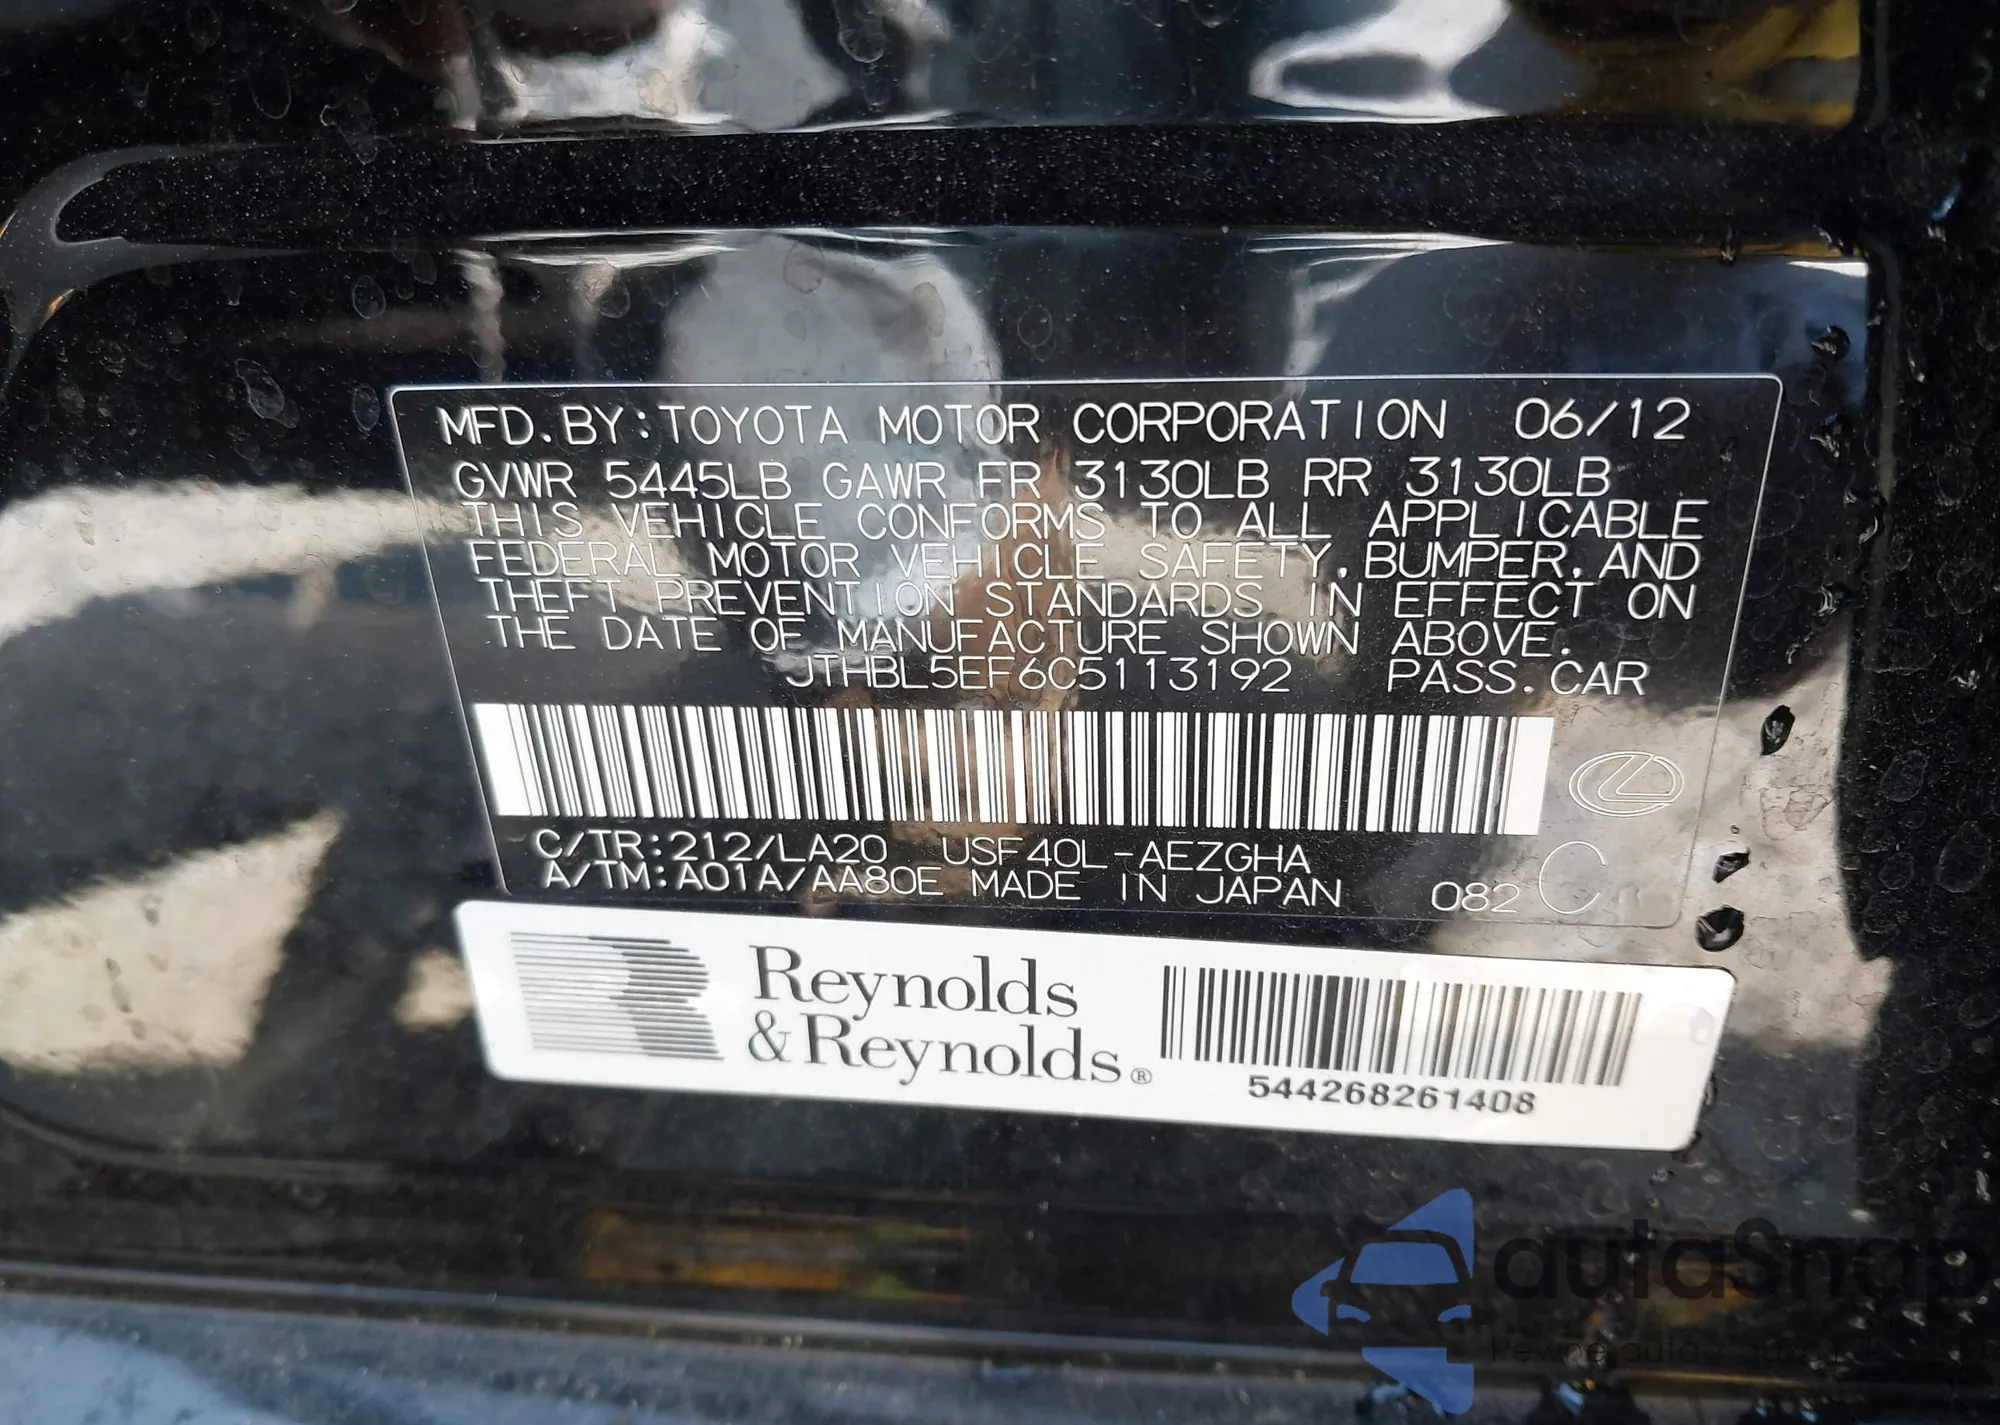 MFD. BY: TOYOTA MOTOR CORPORATION 06/12
GVWR 5445LB GAWR FR 3130LB RR 3130LB
THIS VEHICLE CONFORMS TO ALL APPLICABLE
FEDERAL MOTOR VEHICLE SAFETY, BUMPER, AND
THEFT PREVENTION STANDARDS IN EFFECT ON
THE DATE OF MANUFACTURE SHOWN ABOVE.
JTHBL5EF6C5113192 PASS. CAR
C/TR: 212/LA20 USF40L-AEZGHA
A/TM: A01A/AA80E MADE IN JAPAN 082 C
Reynolds
&Reynolds®
544268261408
autaSnap